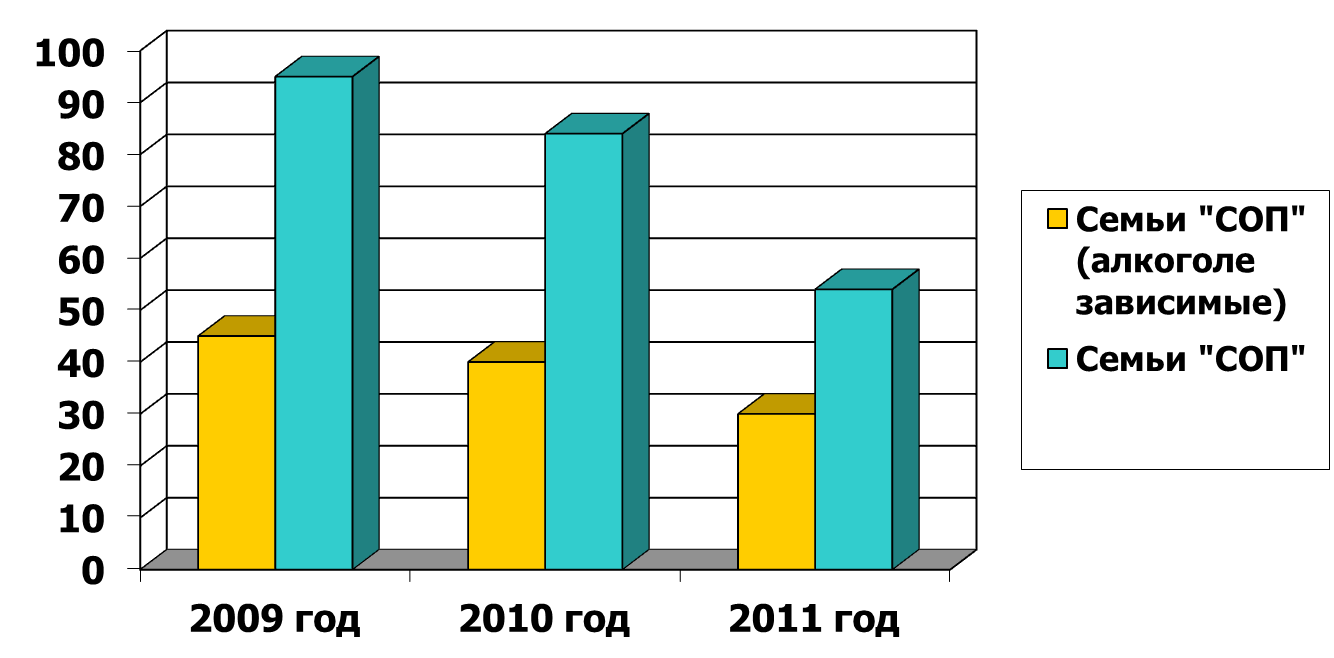 100
90
80
70
60
50
40
30
20
10
0
2009 год
2010 год
2011 год
Семьи "СОП"
(алкоголе
зависимые)
Семьи "СОП"